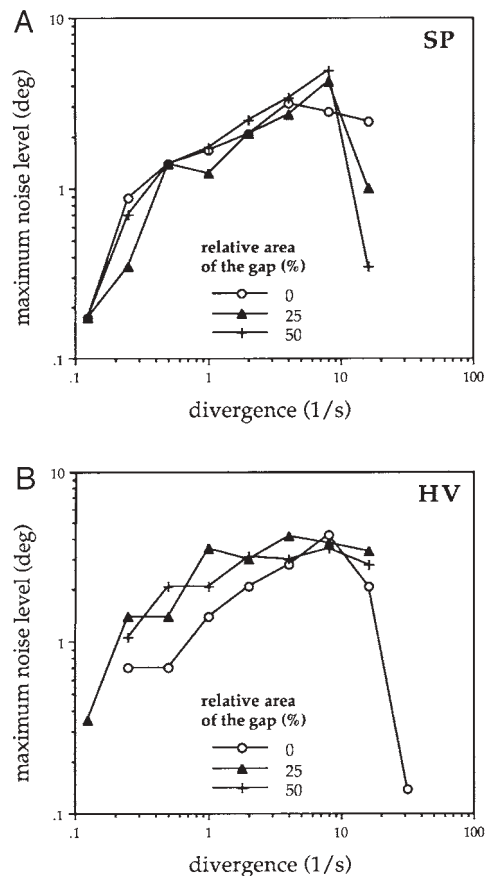 A
SP
10
1
.1
maximum noise level (deg)
relative area
of the gap (%)
0
25
50
.1 1 10 100
divergence (1/s)
B
HV
10
1
.1
maximum noise level (deg)
relative area
of the gap (%)
0
25
50
.1 1 10 100
divergence (1/s)